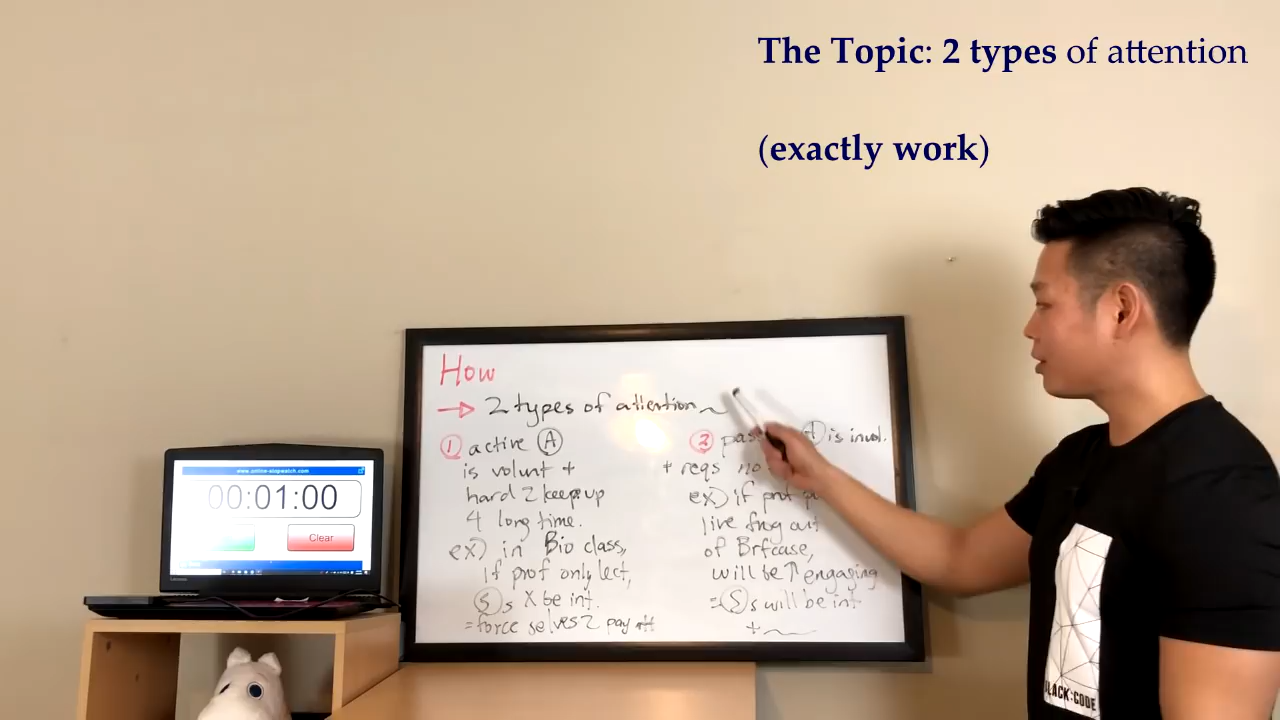 The Topic: 2 types of attention
(exactly work)
How
→ 2 types of attention ~
1 active A
is volunt +
hard 2 keep up
4 long time.
ex) in Bio class,
if prof only lect,
S s X be int.
=force selves 2 pay att
2 pas is invol.
+ reqs no
ex) if prof
live frog out
of Brfcase,
will be ↑ engaging
= S s will be int
+ ~
www.online-stopwatch.com
00:01:00
Clear
BLACK:CODE